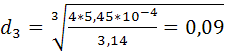 d₃ = ∛(4*5,45*10⁻⁴ / 3,14) = 0,09